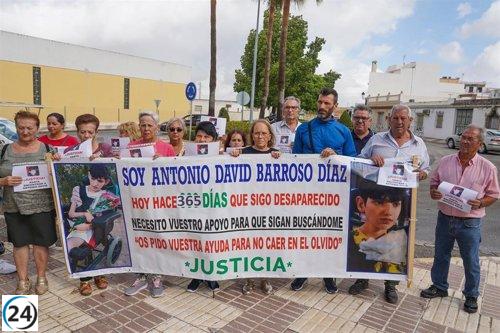 SOY ANTONIO DAVID BARROSO DÍAZ
HOY HACE 365 DÍAS QUE SIGO DESAPARECIDO
NECESITO VUESTRO APOYO PARA QUE SIGAN BUSCÁNDOME
"OS PIDO VUESTRA AYUDA PARA NO CAER EN EL OLVIDO"
*JUSTICIA*
JUSTICIA
24